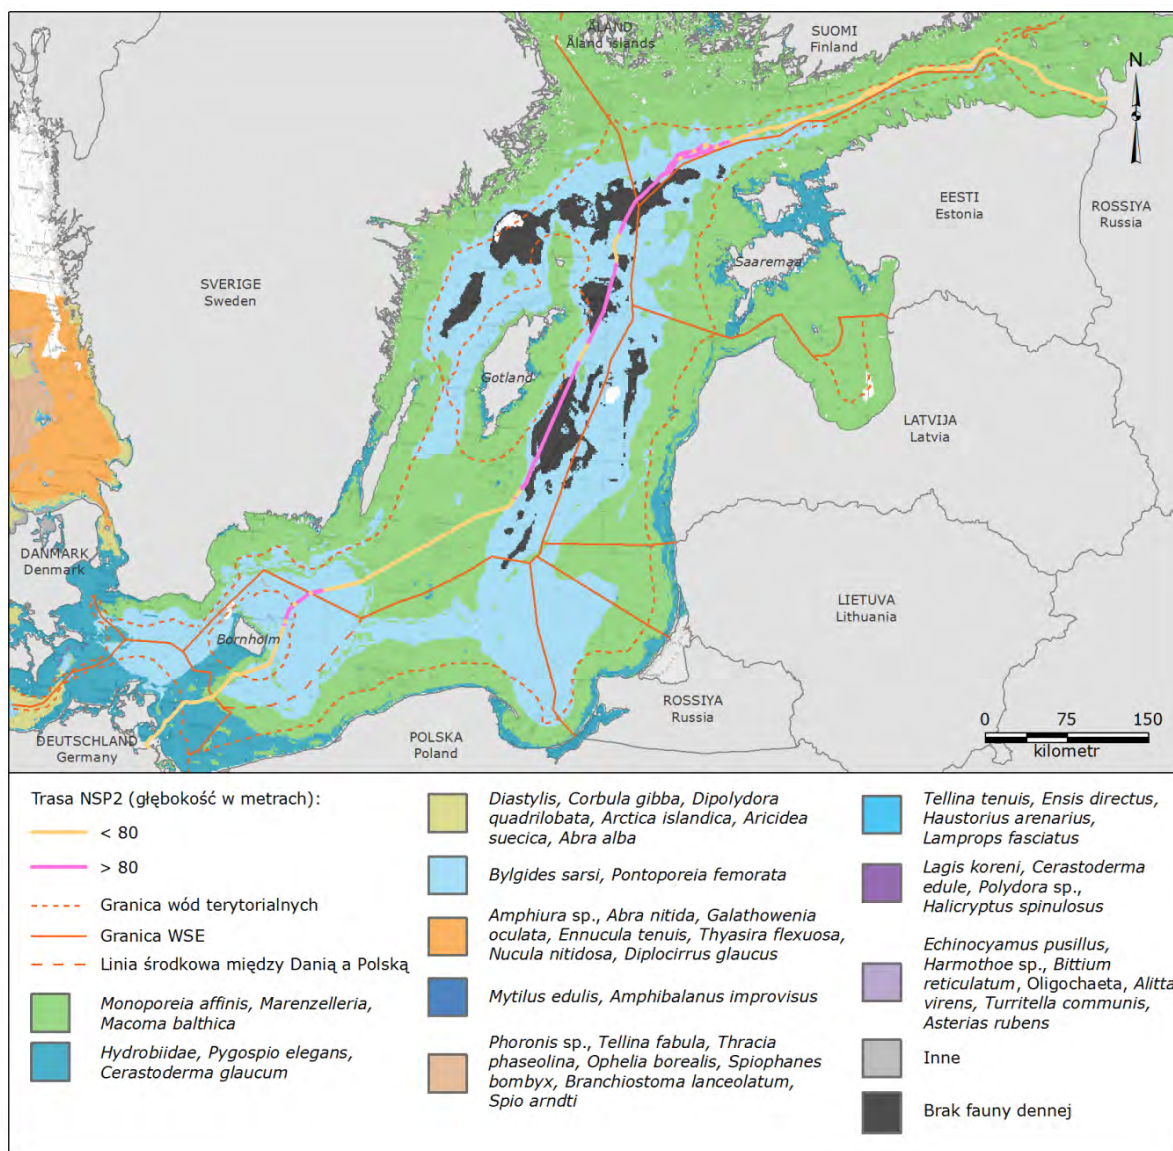 ÅLAND
Åland islands
SUOMI
Finland
N
EESTI
Estonia
ROSSIYA
Russia
SVERIGE
Sweden
Saaremaa
Gotland
LATVIJA
Latvia
DANMARK
Denmark
LIETUVA
Lithuania
Bornholm
ROSSIYA
Russia
DEUTSCHLAND
Germany
POLSKA
Poland
0 75 150
kilometr
Trasa NSP2 (głębokość w metrach):
< 80
> 80
Granica wód terytorialnych
Granica WSE
Linia środkowa między Danią a Polską
Monoporeia affinis, Marenzelleria,
Macoma balthica
Hydrobiidae, Pygospio elegans,
Cerastoderma glaucum
Diastylis, Corbula gibba, Dipolydora
quadrilobata, Arctica islandica, Aricidea
suecica, Abra alba
Bylgides sarsi, Pontoporeia femorata
Amphiura sp., Abra nitida, Galathowenia
oculata, Ennucula tenuis, Thyasira flexuosa,
Nucula nitidosa, Diplocirrus glaucus
Mytilus edulis, Amphibalanus improvisus
Phoronis sp., Tellina fabula, Thracia
phaseolina, Ophelia borealis, Spiophanes
bombyx, Branchiostoma lanceolatum,
Spio arndti
Tellina tenuis, Ensis directus,
Haustorius arenarius,
Lamprops fasciatus
Lagis koreni, Cerastoderma
edule, Polydora sp.,
Halicryptus spinulosus
Echinocyamus pusillus,
Harmothoe sp., Bittium
reticulatum, Oligochaeta, Alitta
virens, Turritella communis,
Asterias rubens
Inne
Brak fauny dennej